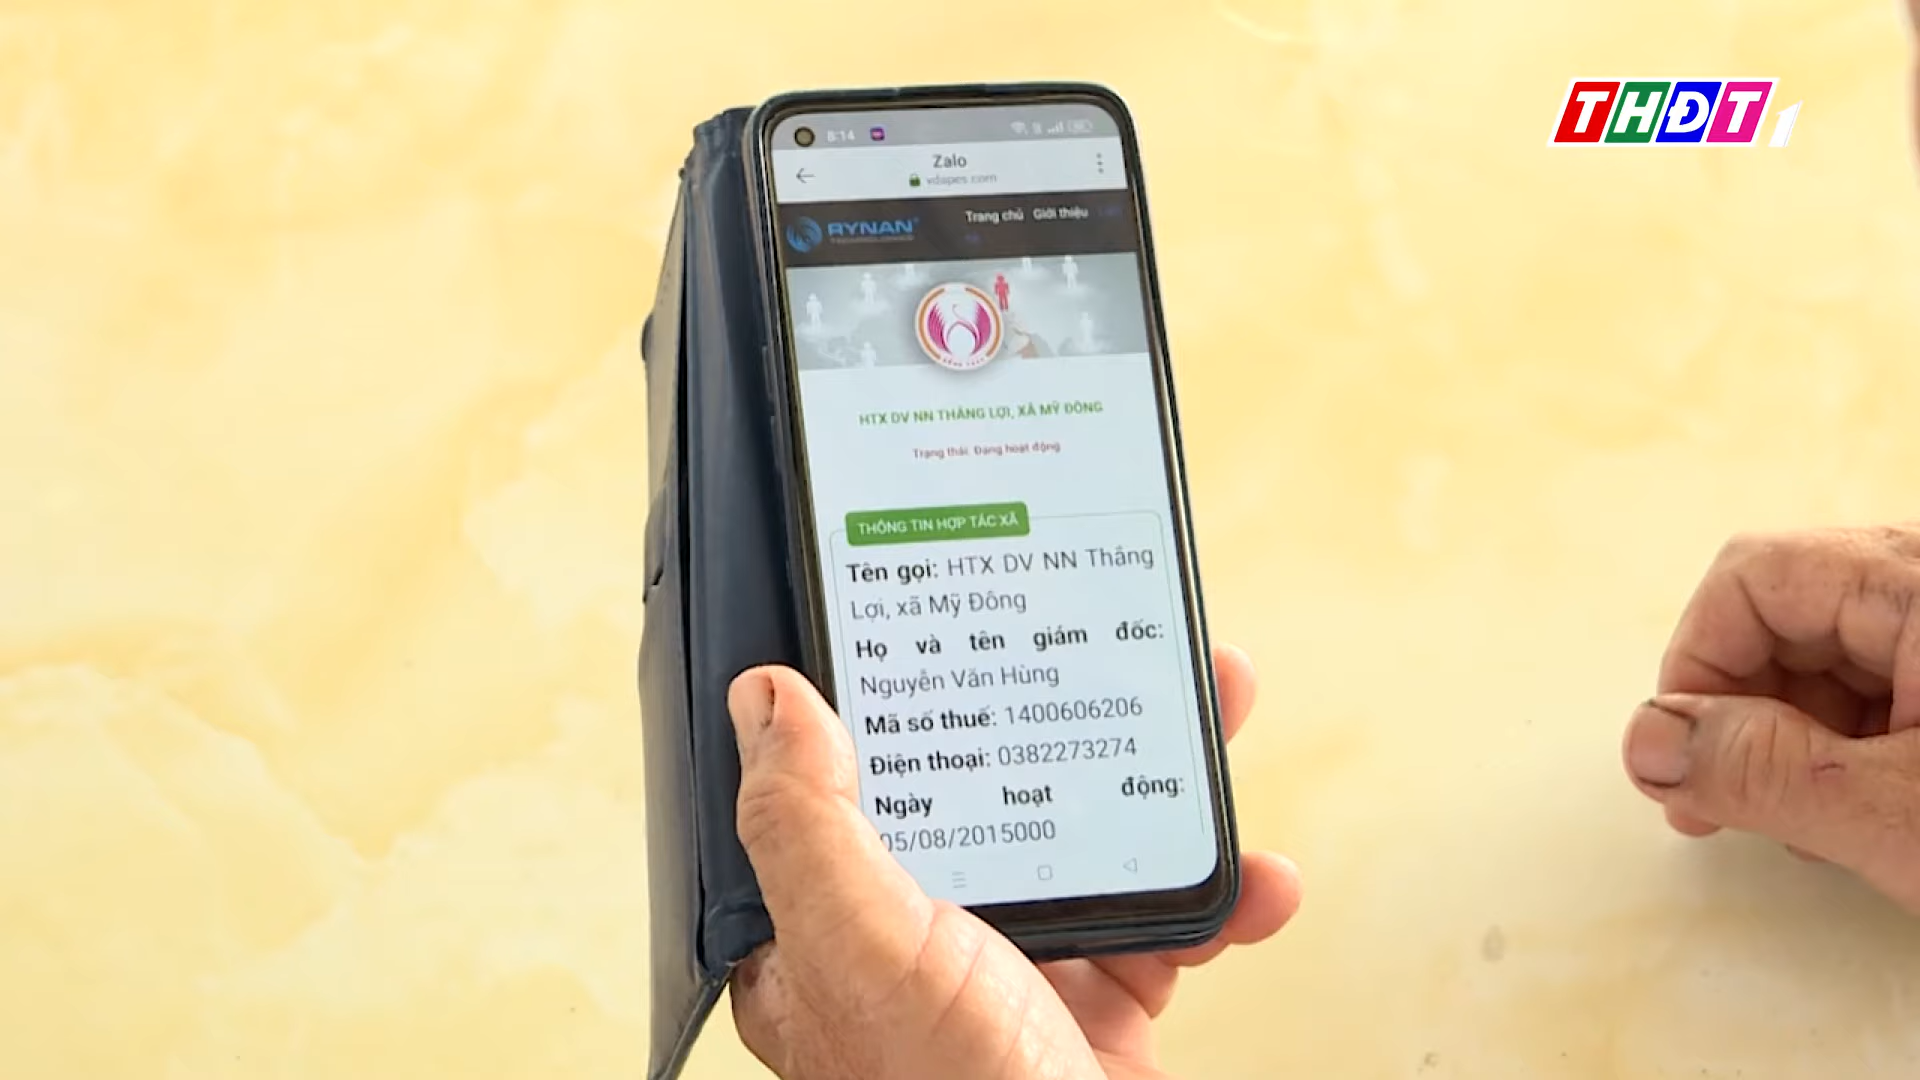 THĐT1
8:14
Zalo
vdapes.com
RYNAN
TECHNOLOGIES
Trang chủ Giới thiệu
HTX DV NN THẮNG LỢI, XÃ MỸ ĐÔNG
Trạng thái: Đang hoạt động
THÔNG TIN HỢP TÁC XÃ
Tên gọi: HTX DV NN Thắng
Lợi, xã Mỹ Đông
Họ và tên giám đốc:
Nguyễn Văn Hùng
Mã số thuế: 1400606206
Điện thoại: 0382273274
Ngày hoạt động:
05/08/2015000